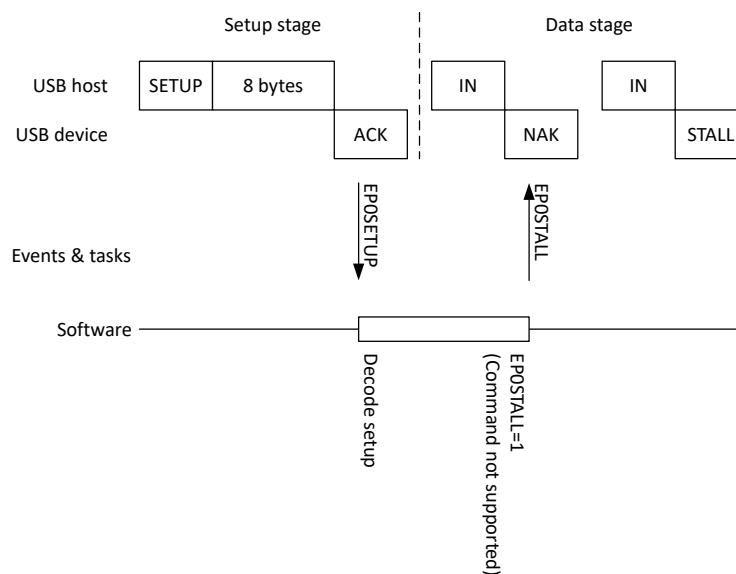 Setup stage
Data stage
USB host
SETUP
8 bytes
IN
IN
USB device
ACK
NAK
STALL
EP0SETUP
EP0STALL
Events & tasks
Software
Decode setup
EP0STALL=1
(Command not supported)